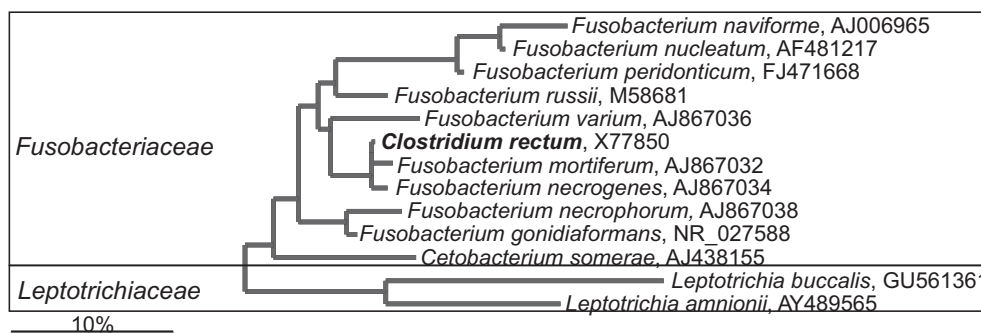 Fusobacterium naviforme, AJ006965
Fusobacterium nucleatum, AF481217
Fusobacterium peridonticum, FJ471668
Fusobacterium russii, M58681
Fusobacterium varium, AJ867036
Fusobacteriaceae
Clostridium rectum, X77850
Fusobacterium mortiferum, AJ867032
Fusobacterium necrogenes, AJ867034
Fusobacterium necrophorum, AJ867038
Fusobacterium gonidiaformans, NR_027588
Cetobacterium somerae, AJ438155
Leptotrichiaceae
Leptotrichia buccalis, GU561361
Leptotrichia amnionii, AY489565
10%